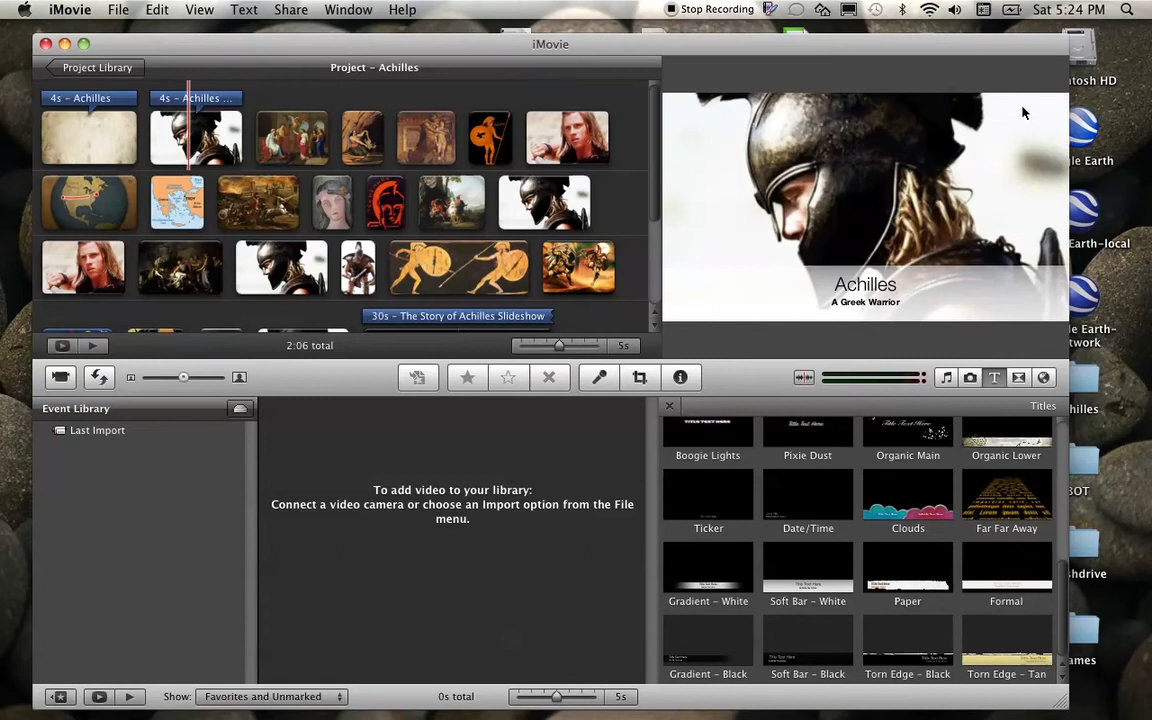 iMovie File Edit View Text Share Window Help
Stop Recording
Sat 5:24 PM
iMovie
Project Library
Project - Achilles
4s - Achilles
4s - Achilles ...
30s - The Story of Achilles Slideshow
2:06 total
5s
Achilles
A Greek Warrior
Event Library
Last Import
To add video to your library:
Connect a video camera or choose an Import option from the File
menu.
Titles
Boogie Lights
Pixie Dust
Organic Main
Organic Lower
Ticker
Date/Time
Clouds
Far Far Away
Gradient - White
Soft Bar - White
Paper
Formal
Gradient - Black
Soft Bar - Black
Torn Edge - Black
Torn Edge - Tan
Show: Favorites and Unmarked
0s total
5s
ntosh HD
le Earth
Earth-local
le Earth-
twork
hilles
BOT
shdrive
ames